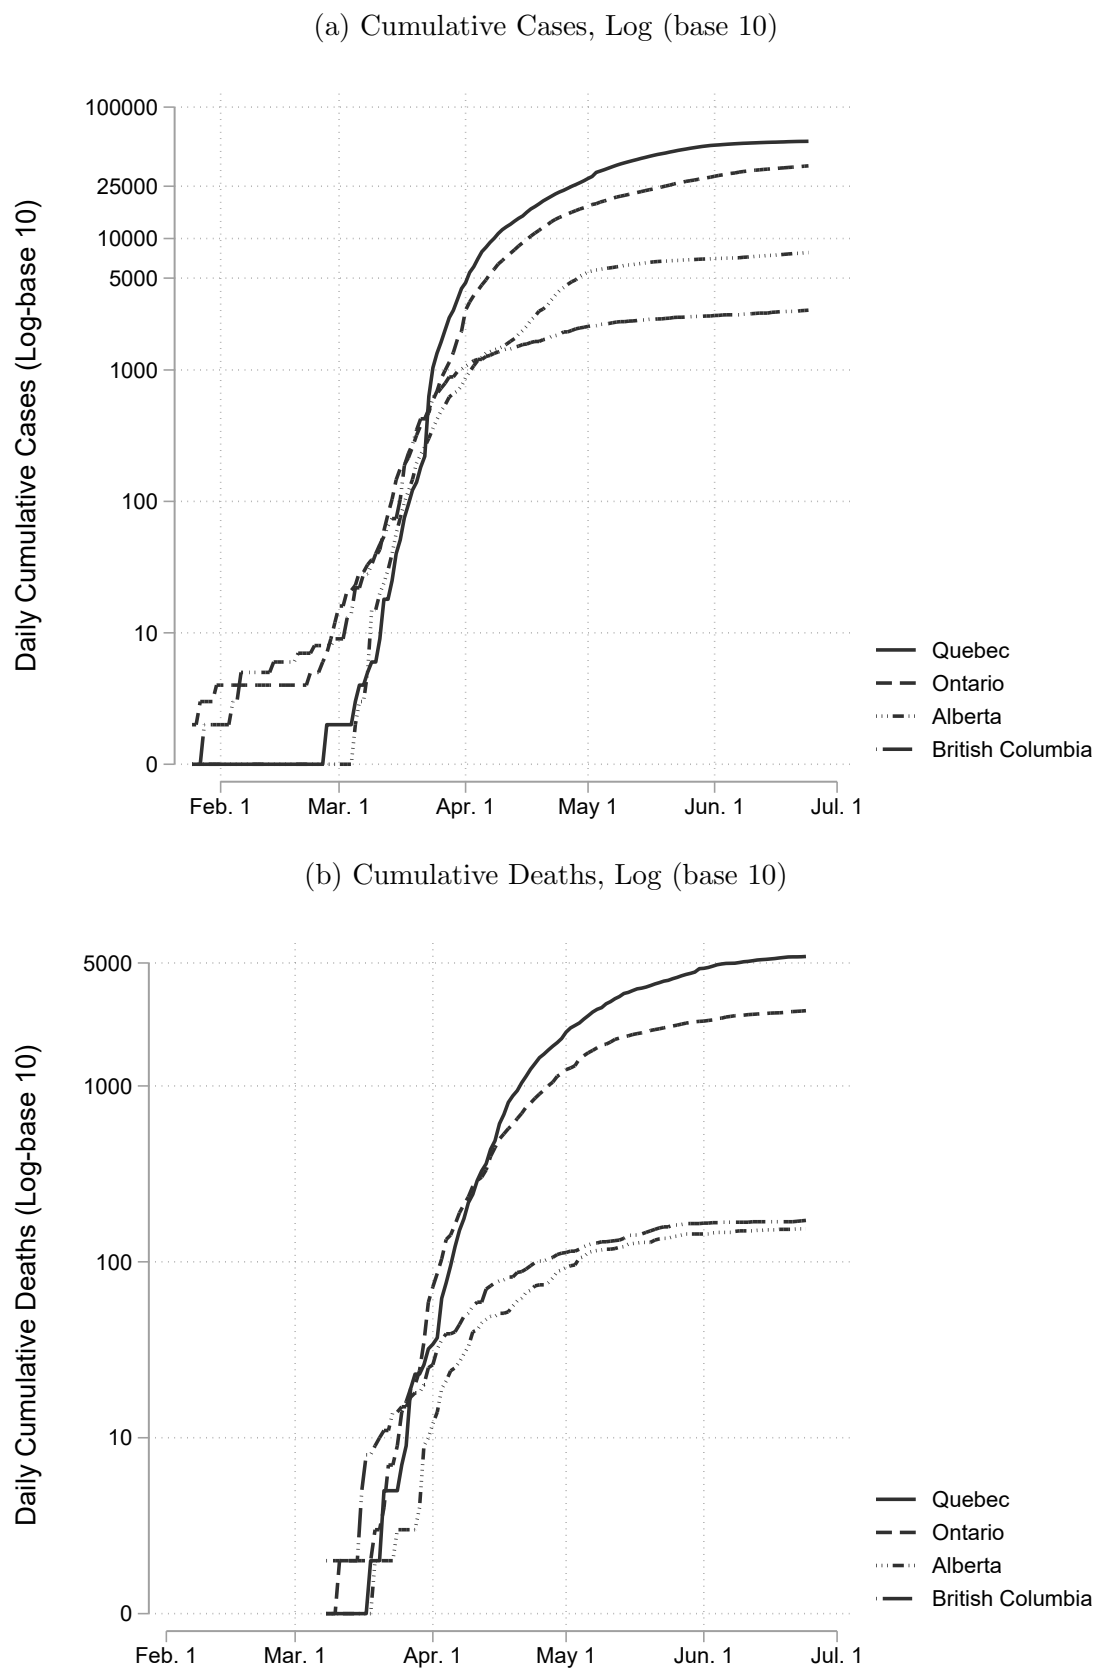 (a) Cumulative Cases, Log (base 10)
Daily Cumulative Cases (Log-base 10)
100000
25000
10000
5000
1000
100
10
0
Feb. 1 Mar. 1 Apr. 1 May 1 Jun. 1 Jul. 1
Quebec
Ontario
Alberta
British Columbia
(b) Cumulative Deaths, Log (base 10)
Daily Cumulative Deaths (Log-base 10)
5000
1000
100
10
0
Feb. 1 Mar. 1 Apr. 1 May 1 Jun. 1 Jul. 1
Quebec
Ontario
Alberta
British Columbia